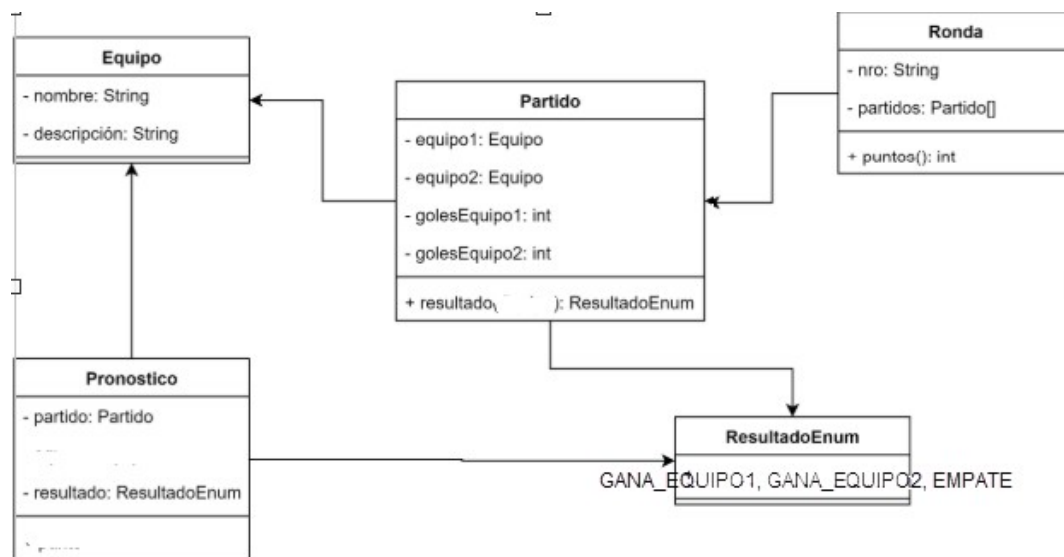 Equipo
- nombre: String
- descripción: String
Partido
- equipo1: Equipo
- equipo2: Equipo
- golesEquipo1: int
- golesEquipo2: int
+ resultado( ): ResultadoEnum
Ronda
- nro: String
- partidos: Partido[]
+ puntos(): int
Pronostico
- partido: Partido
- resultado: ResultadoEnum
ResultadoEnum
GANA_EQUIPO1, GANA_EQUIPO2, EMPATE